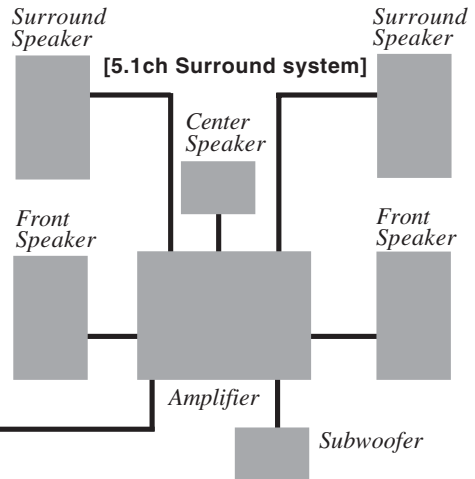 Surround
Speaker
Surround
Speaker
[5.1ch Surround system]
Center
Speaker
Front
Speaker
Front
Speaker
Amplifier
Subwoofer